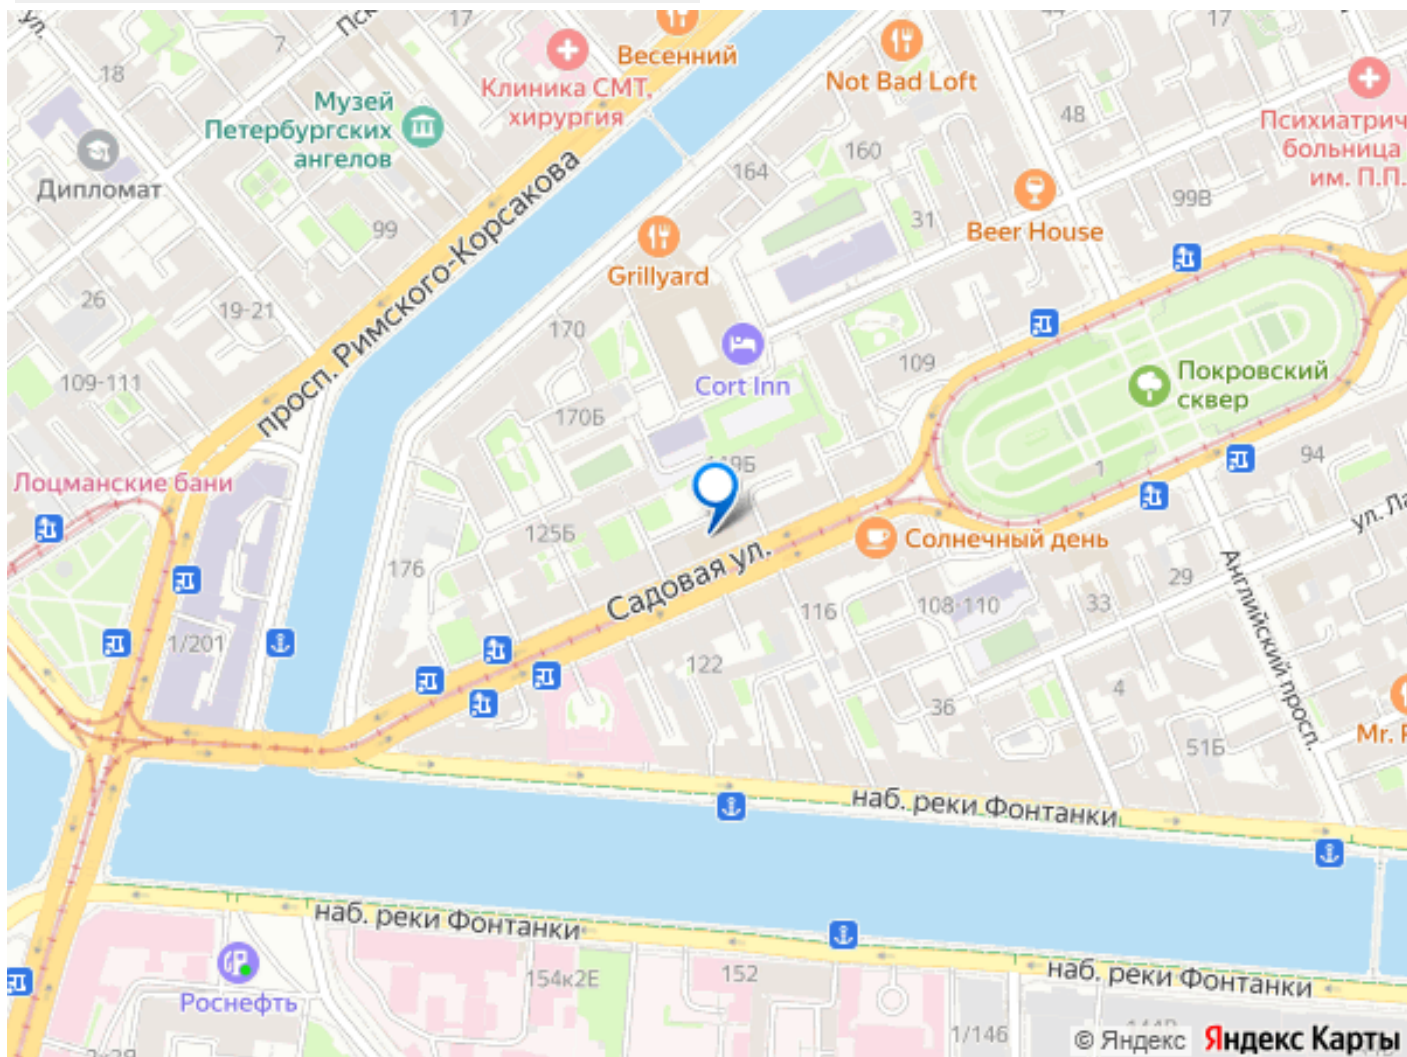 ул.
17
44
17
7
Весенний
Not Bad Loft
18
Клиника СМТ,
хирургия
Музей
Петербургских
ангелов
48
Психиатрич
больница
им. П.П.
Дипломат
160
164
99В
99
31
Beer House
Grillyard
просп. Римского-Корсакова
26
19-21
170
109
Cort Inn
109-111
Покровский
сквер
170Б
94
1
Лоцманские бани
125Б
Солнечный день
ул. Ла
Садовая ул.
176
116
108-110
29
33
Английский просп.
1/201
122
4
36
51Б
Mr.
наб. реки Фонтанки
наб. реки Фонтанки
154к2Е
152
наб. реки Фонтанки
Роснефть
1/146
© Яндекс Яндекс Карты